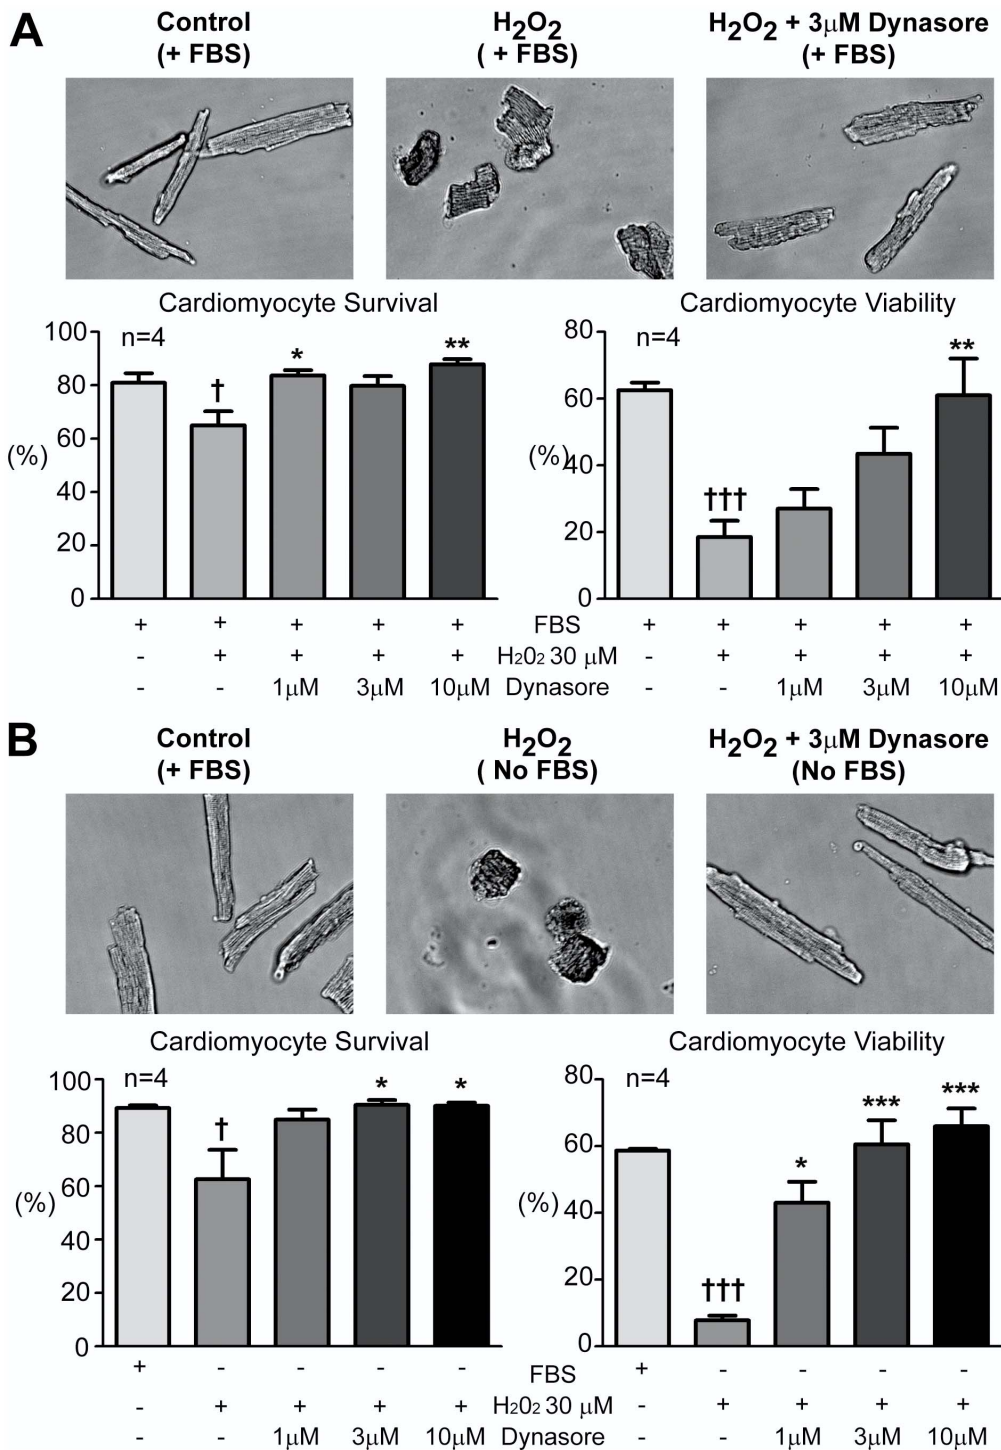 A
Control
(+ FBS)
H2O2
( + FBS)
H2O2 + 3μM Dynasore
(+ FBS)
Cardiomyocyte Survival
n=4
100
80
60
40
20
0
(%)
†
*
**
Cardiomyocyte Viability
n=4
80
60
40
20
0
(%)
†††
**
+ + + + + FBS + + + + +
- + + + + H2O2 30 μM - + + + +
- - 1μM 3μM 10μM Dynasore - - 1μM 3μM 10μM
B
Control
(+ FBS)
H2O2
( No FBS)
H2O2 + 3μM Dynasore
(No FBS)
Cardiomyocyte Survival
n=4
100
80
60
40
20
0
(%)
†
*
*
Cardiomyocyte Viability
n=4
80
60
40
20
0
(%)
†††
*
***
***
+ - - - - FBS + - - - -
- + + + + H2O2 30 μM - + + + +
- - 1μM 3μM 10μM Dynasore - - 1μM 3μM 10μM